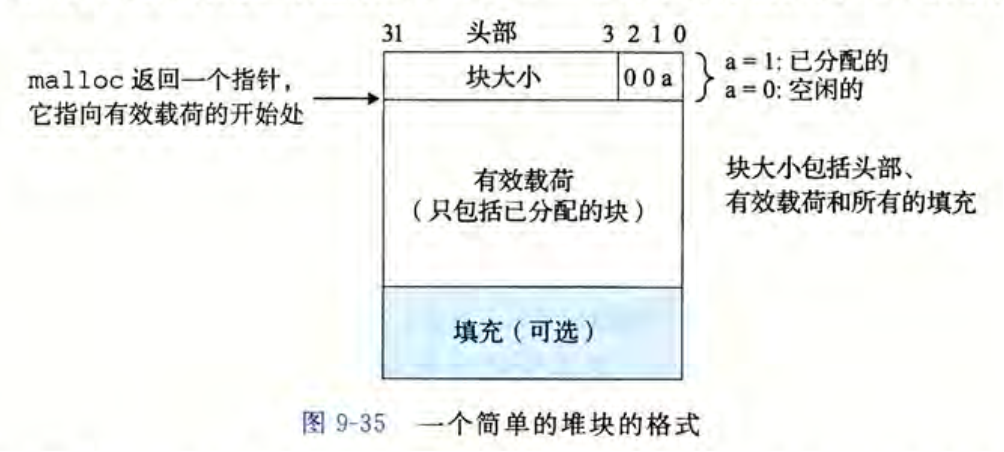 31 头部 3 2 1 0
块大小 0 0 a
a = 1: 已分配的
a = 0: 空闲的
malloc 返回一个指针，
它指向有效载荷的开始处
有效载荷
（只包括已分配的块）
块大小包括头部、
有效载荷和所有的填充
填充（可选）
图 9-35 一个简单的堆块的格式